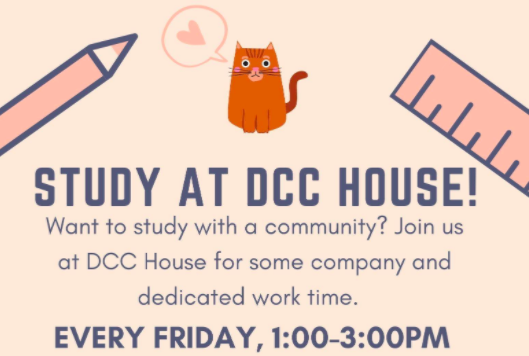 STUDY AT DCC HOUSE!
Want to study with a community? Join us
at DCC House for some company and
dedicated work time.
EVERY FRIDAY, 1:00-3:00PM